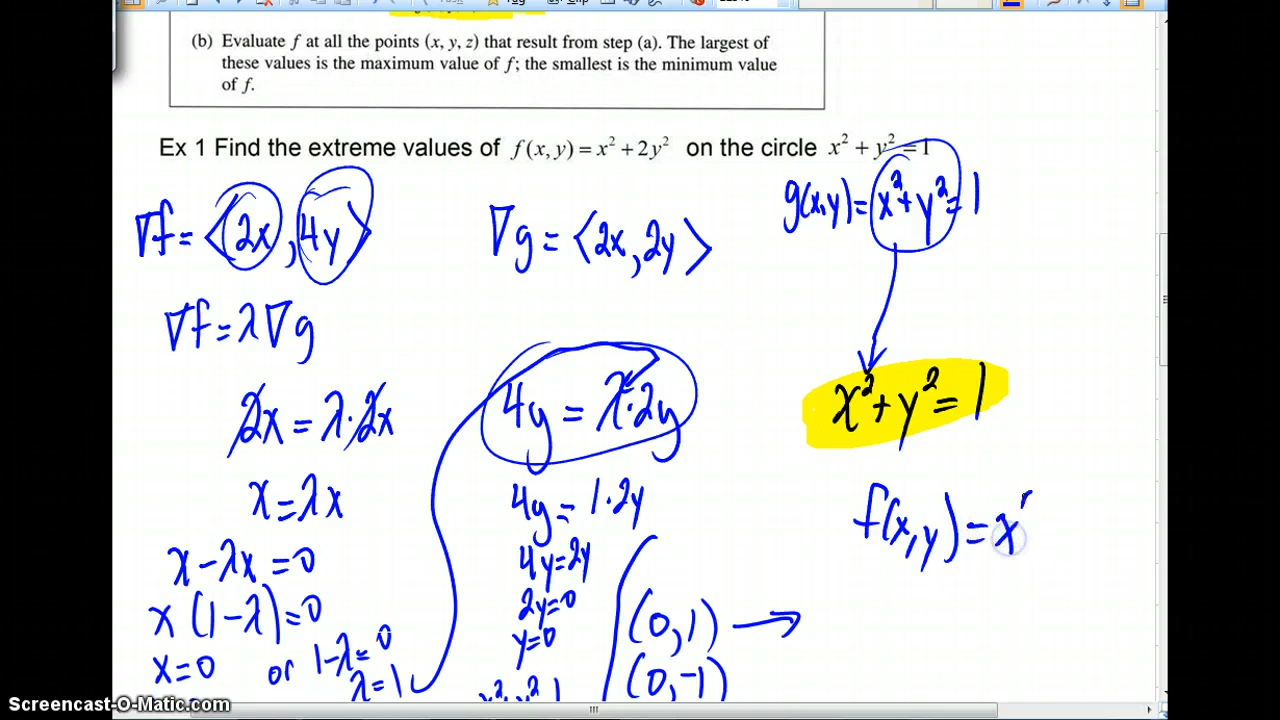 (b) Evaluate f at all the points (x, y, z) that result from step (a). The largest of
these values is the maximum value of f; the smallest is the minimum value
of f.
Ex 1 Find the extreme values of f(x, y) = x² + 2y² on the circle x² + y² = 1
g(x,y) = x² + y² = 1
∇f = ⟨2x, 4y⟩
∇g = ⟨2x, 2y⟩
∇f = λ∇g
2x = λ·2x
x = λx
x − λx = 0
x (1 − λ) = 0
x = 0 or 1 − λ = 0
λ = 1
4y = λ·2y
4y = 1·2y
4y = 2y
2y = 0
y = 0
(0, 1) →
(0, −1)
x² + y² = 1
f(x,y) = x
Screencast-O-Matic.com